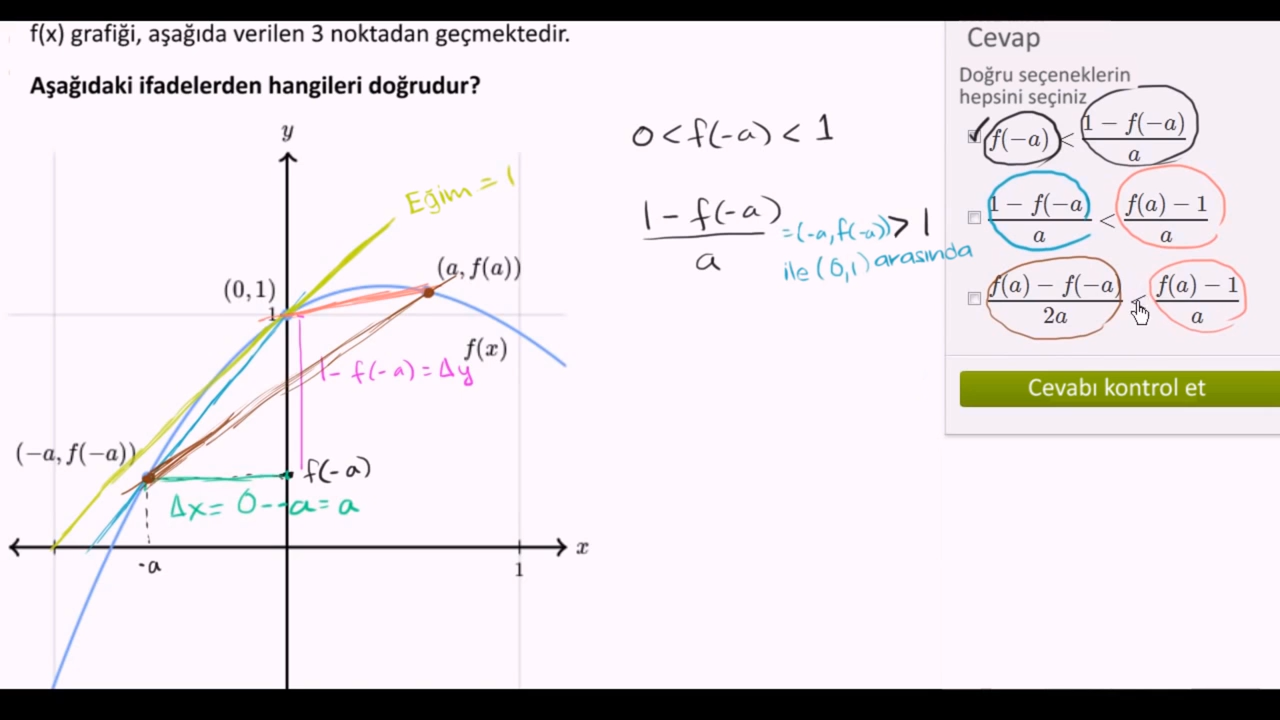 f(x) grafiği, aşağıda verilen 3 noktadan geçmektedir.
Aşağıdaki ifadelerden hangileri doğrudur?
y
Eğim = 1
(0, 1)
(a, f(a))
1
f(x)
1 - f(-a) = Δy
(-a, f(-a))
f(-a)
Δx = 0 - -a = a
x
-a
1
0 < f(-a) < 1
1 - f(-a)
a
= (-a, f(-a)) > 1
ile (0,1) arasında
Cevap
Doğru seçeneklerin
hepsini seçiniz
f(−a) < 1 − f(−a) / a
1 − f(−a) / a < f(a) − 1 / a
f(a) − f(−a) / 2a < f(a) − 1 / a
Cevabı kontrol et